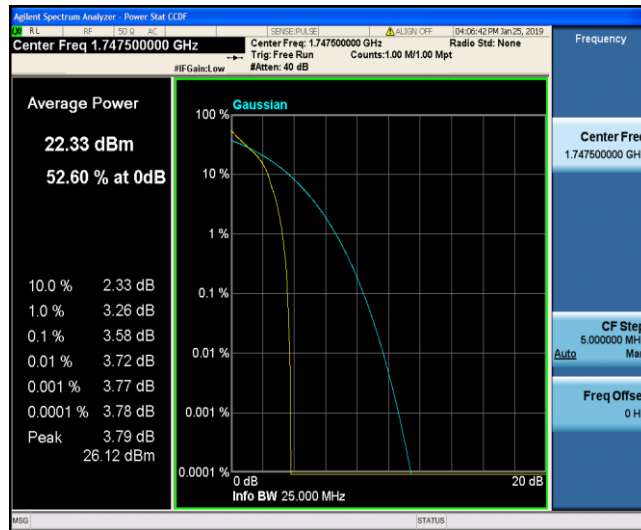 Agilent Spectrum Analyzer - Power Stat CCDF
RL RF 50 Ω AC SENSE:PULSE ALIGN OFF 04:06:42 PM Jan 25, 2019
Center Freq 1.747500000 GHz
Center Freq: 1.747500000 GHz Radio Std: None
Trig: Free Run Counts:1.00 M/1.00 Mpt
#IFGain:Low #Atten: 40 dB
Frequency
Average Power
22.33 dBm
52.60 % at 0dB
10.0 % 2.33 dB
1.0 % 3.26 dB
0.1 % 3.58 dB
0.01 % 3.72 dB
0.001 % 3.77 dB
0.0001 % 3.78 dB
Peak 3.79 dB
26.12 dBm
Gaussian
100 %
10 %
1 %
0.1 %
0.01 %
0.001 %
0.0001 %
0 dB 20 dB
Info BW 25.000 MHz
Center Fre
1.747500000 GH
CF Step
5.000000 MH
Auto Ma
Freq Offse
0 H
MSG STATUS